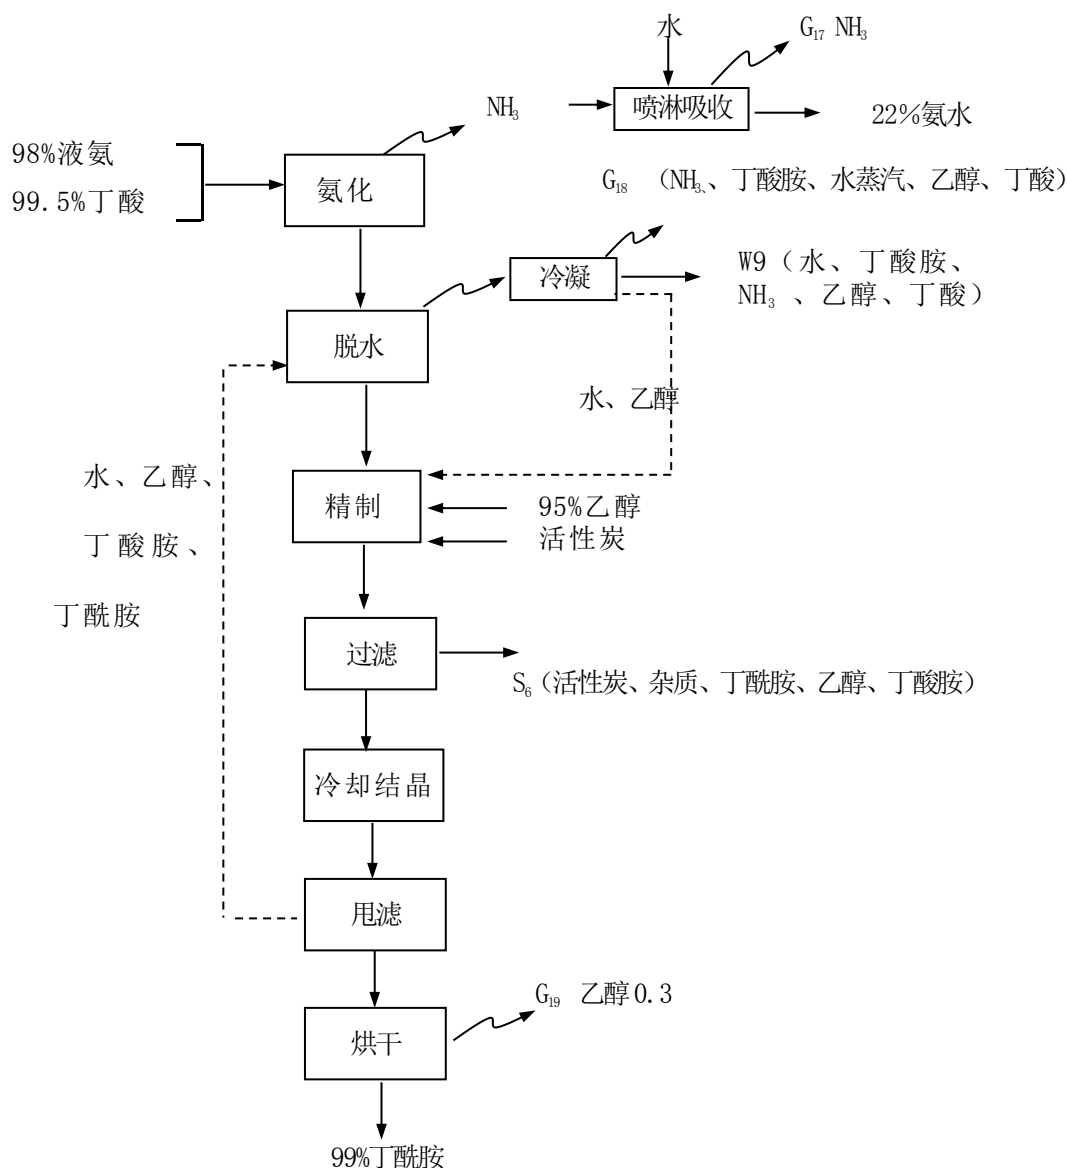 水
G₁₇ NH₃
NH₃
喷淋吸收
22%氨水
98%液氨
99.5%丁酸
氨化
G₁₈ （NH₃、丁酸胺、水蒸汽、乙醇、丁酸）
冷凝
W9（水、丁酸胺、
NH₃ 、乙醇、丁酸）
脱水
水、乙醇
水、乙醇、
丁酸胺、
丁酰胺
精制
95%乙醇
活性炭
过滤
S₆（活性炭、杂质、丁酰胺、乙醇、丁酸胺）
冷却结晶
甩滤
G₁₉ 乙醇0.3
烘干
99%丁酰胺